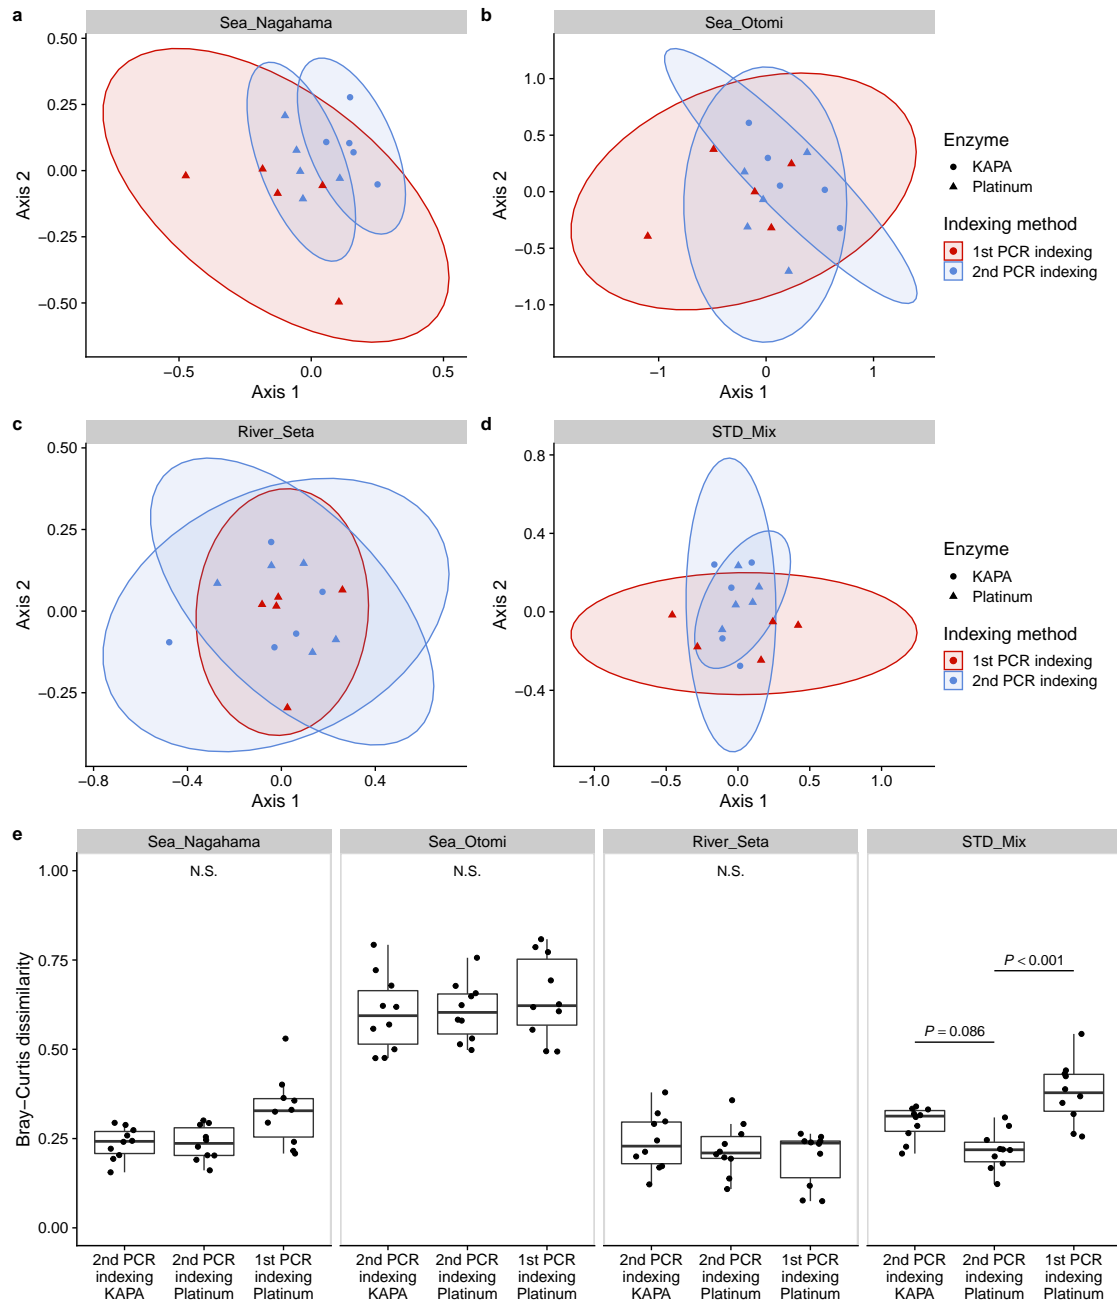 a
Sea_Nagahama
0.50
0.25
0.00
−0.25
−0.50
Axis 2
−0.5
0.0
0.5
Axis 1
b
Sea_Otomi
1.0
0.5
0.0
−0.5
−1.0
Axis 2
−1
0
1
Axis 1
Enzyme
KAPA
Platinum
Indexing method
1st PCR indexing
2nd PCR indexing
c
River_Seta
0.50
0.25
0.00
−0.25
Axis 2
−0.8
−0.4
0.0
0.4
Axis 1
d
STD_Mix
0.8
0.4
0.0
−0.4
Axis 2
−1.0
−0.5
0.0
0.5
1.0
Axis 1
Enzyme
KAPA
Platinum
Indexing method
1st PCR indexing
2nd PCR indexing
e
Bray−Curtis dissimilarity
1.00
0.75
0.50
0.25
0.00
Sea_Nagahama
N.S.
2nd PCR
indexing
KAPA
2nd PCR
indexing
Platinum
1st PCR
indexing
Platinum
Sea_Otomi
N.S.
2nd PCR
indexing
KAPA
2nd PCR
indexing
Platinum
1st PCR
indexing
Platinum
River_Seta
N.S.
2nd PCR
indexing
KAPA
2nd PCR
indexing
Platinum
1st PCR
indexing
Platinum
STD_Mix
P < 0.001
P = 0.086
2nd PCR
indexing
KAPA
2nd PCR
indexing
Platinum
1st PCR
indexing
Platinum